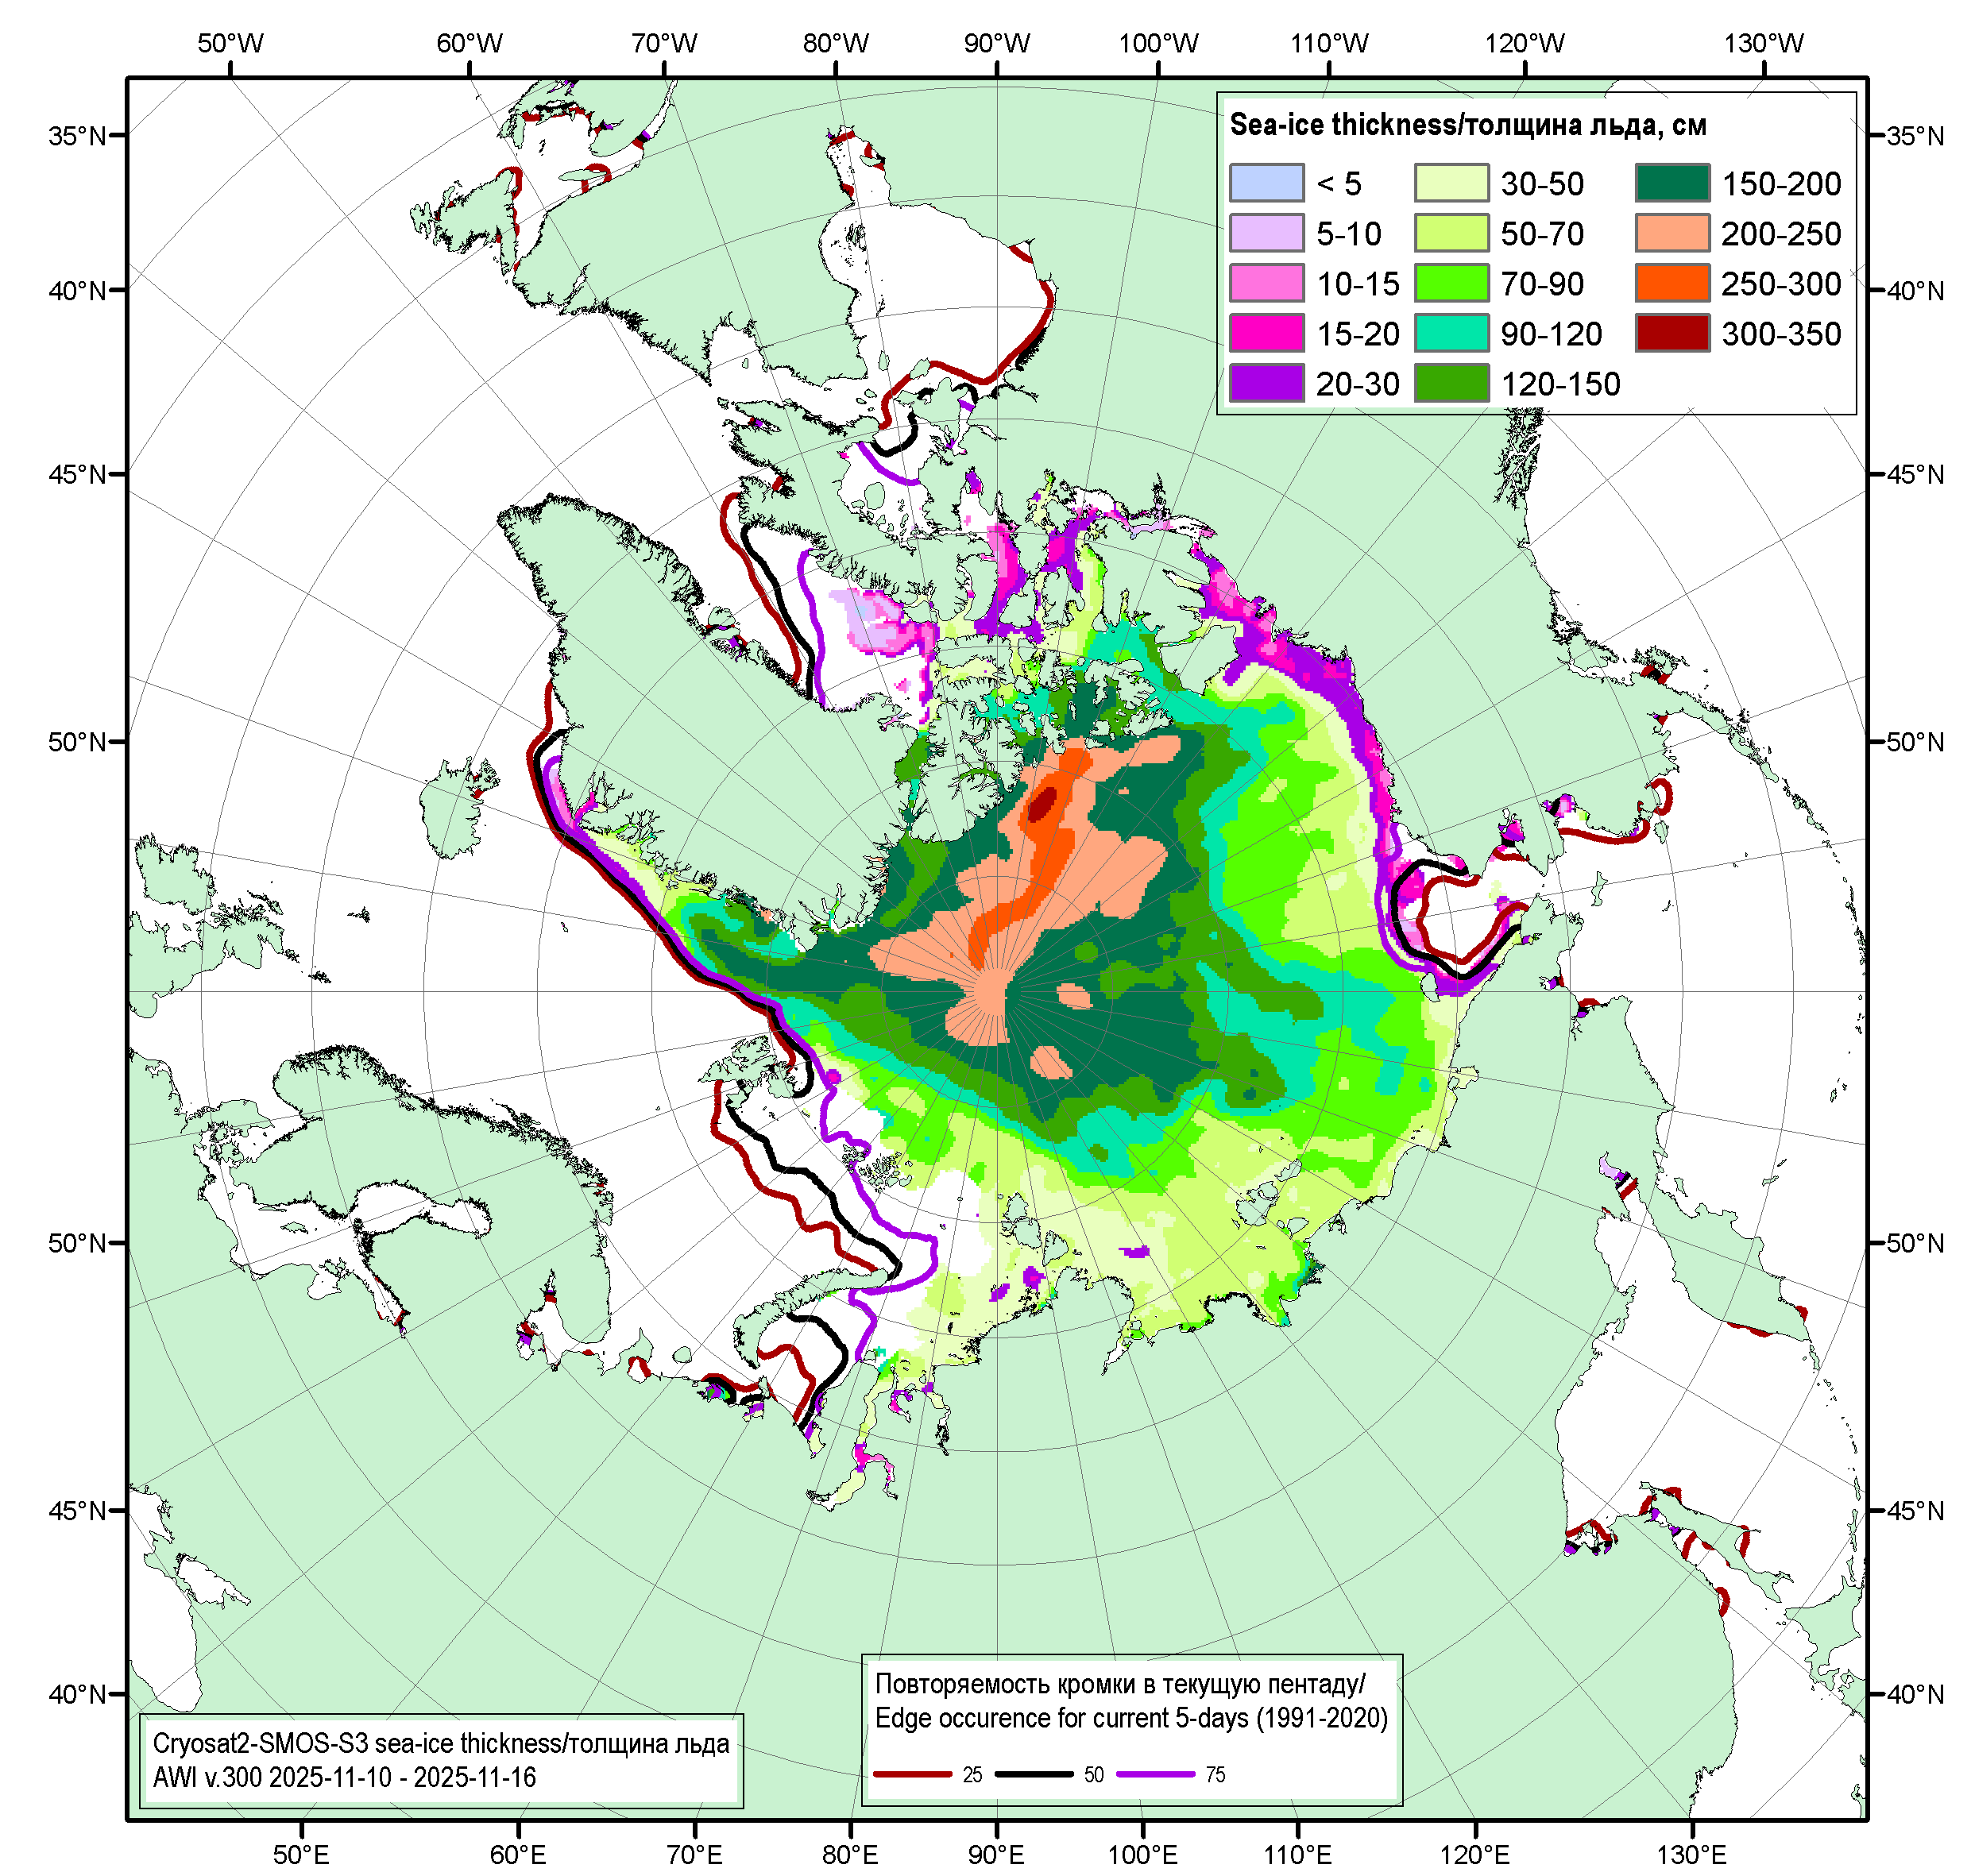 50°W 60°W 70°W 80°W 90°W 100°W 110°W 120°W 130°W
35°N 35°N
40°N 40°N
45°N 45°N
50°N 50°N
50°N 50°N
45°N 45°N
40°N 40°N
Sea-ice thickness/толщина льда, см
< 5 30-50 150-200
5-10 50-70 200-250
10-15 70-90 250-300
15-20 90-120 300-350
20-30 120-150
Повторяемость кромки в текущую пентаду/
Edge occurence for current 5-days (1991-2020)
25 50 75
Cryosat2-SMOS-S3 sea-ice thickness/толщина льда
AWI v.300 2025-11-10 - 2025-11-16
50°E 60°E 70°E 80°E 90°E 100°E 110°E 120°E 130°E